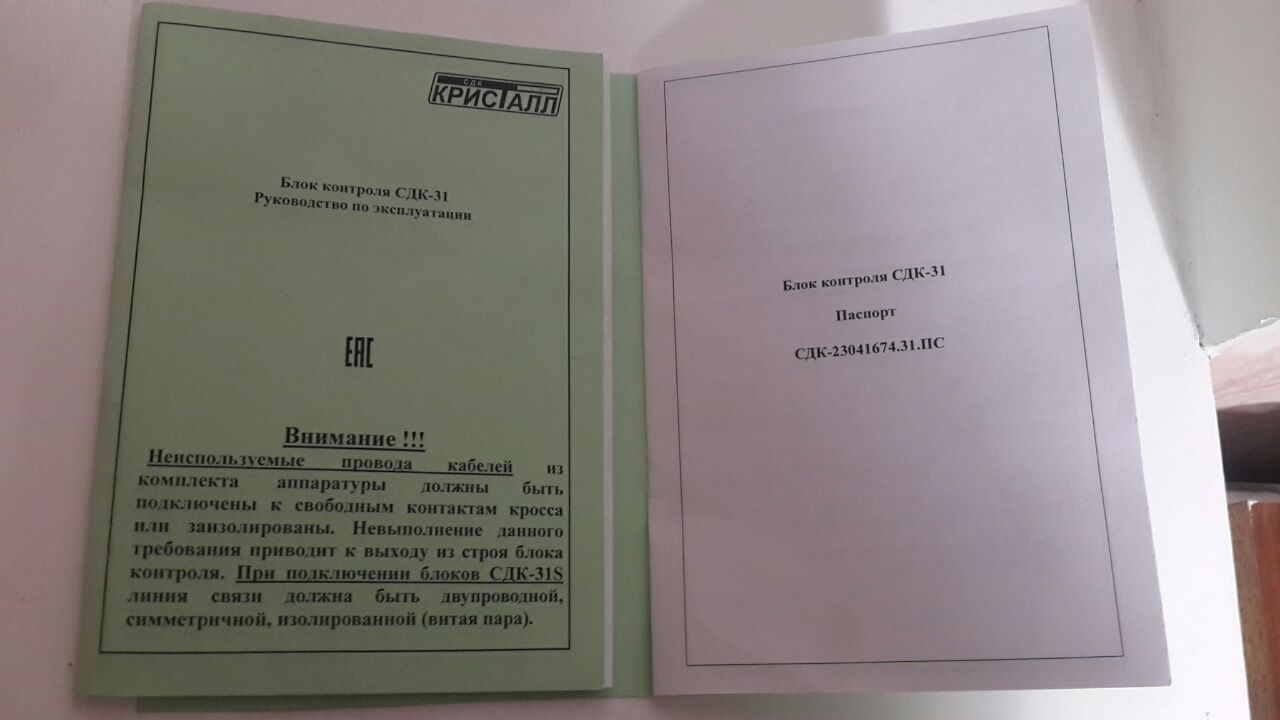 СДК
КРИСТАЛЛ
Блок контроля СДК-31
Руководство по эксплуатации
ЕАС
Внимание !!!
Неиспользуемые провода кабелей из
комплекта аппаратуры должны быть
подключены к свободным контактам кросса
или заизолированы. Невыполнение данного
требования приводит к выходу из строя блока
контроля. При подключении блоков СДК-31S
линия связи должна быть двупроводной,
симметричной, изолированной (витая пара).
Блок контроля СДК-31
Паспорт
СДК-23041674.31.ПС